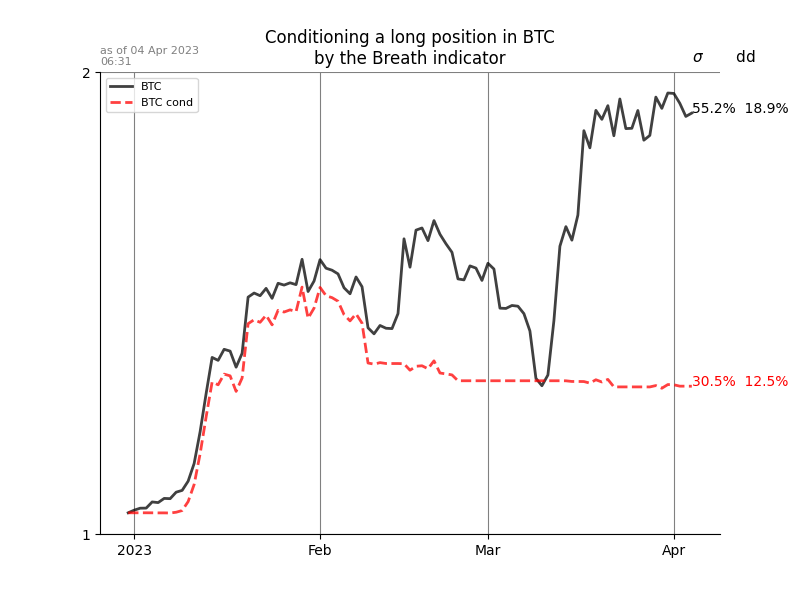 Conditioning a long position in BTC
by the Breath indicator
as of 04 Apr 2023
06:31
σ dd
2
BTC
BTC cond
55.2% 18.9%
30.5% 12.5%
1
2023 Feb Mar Apr